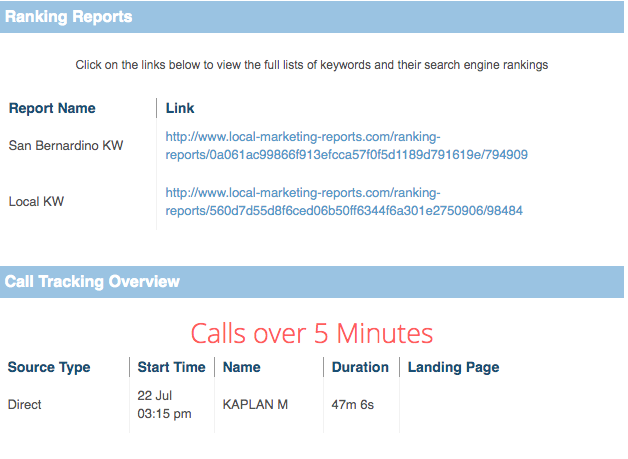 Ranking Reports
Click on the links below to view the full lists of keywords and their search engine rankings
Report Name Link
San Bernardino KW
http://www.local-marketing-reports.com/ranking-
reports/0a061ac99866f913efcca57f0f5d1189d791619e/794909
Local KW
http://www.local-marketing-reports.com/ranking-
reports/560d7d55d8f6ced06b50ff6344f6a301e2750906/98484
Call Tracking Overview
Calls over 5 Minutes
Source Type Start Time Name Duration Landing Page
Direct
22 Jul
03:15 pm
KAPLAN M
47m 6s